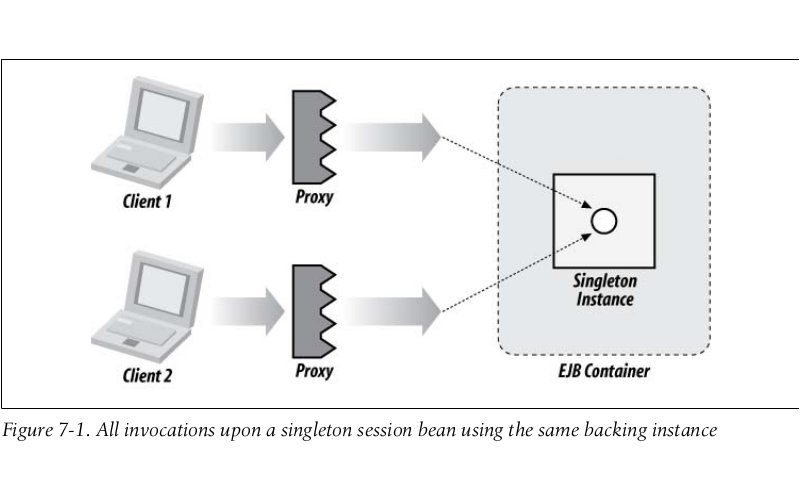 Client 1
Proxy
Singleton
Instance
Client 2
Proxy
EJB Container
Figure 7-1. All invocations upon a singleton session bean using the same backing instance